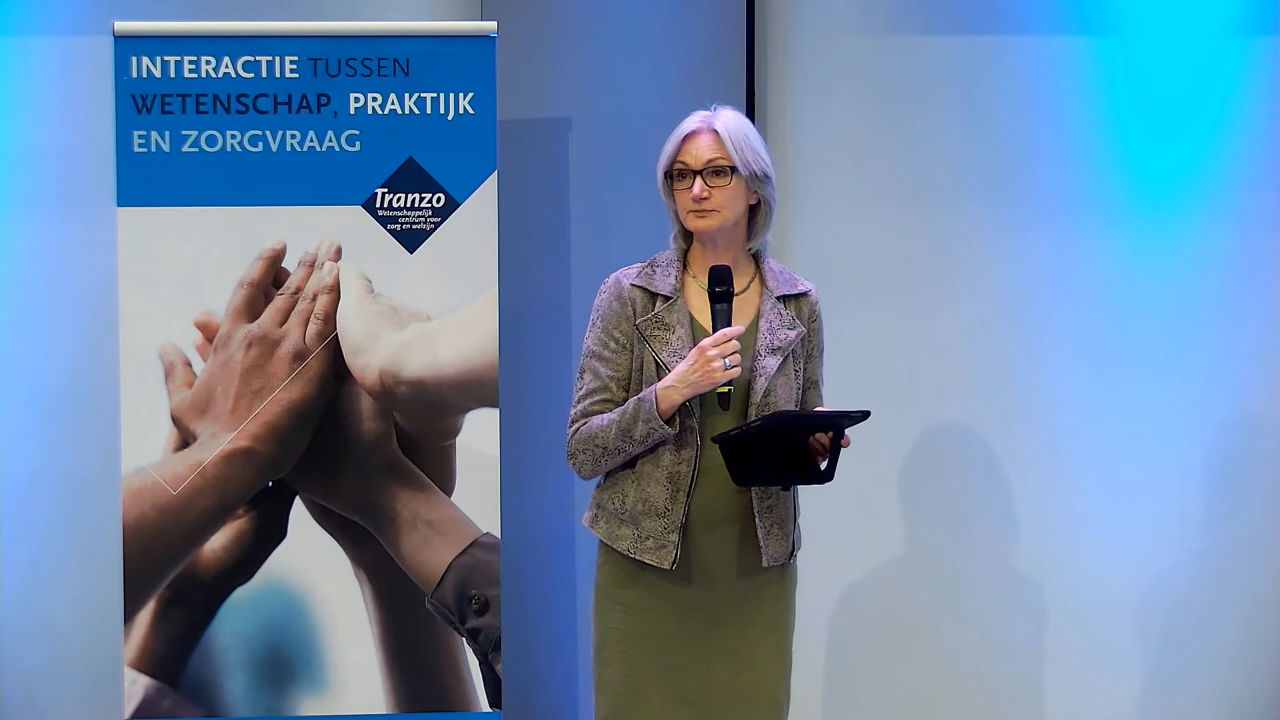 INTERACTIE TUSSEN
WETENSCHAP, PRAKTIJK
EN ZORGVRAAG
Tranzo
Wetenschappelijk
centrum voor
zorg en welzijn